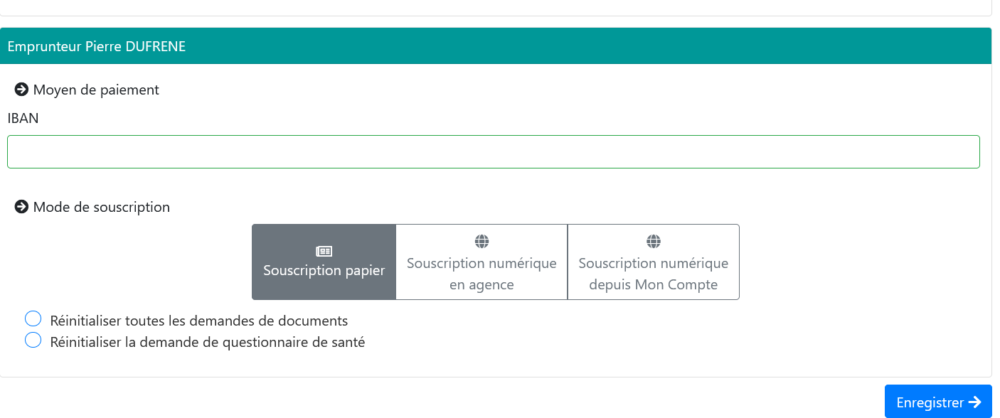 Emprunteur Pierre DUFRENE
Moyen de paiement
IBAN
Mode de souscription
Souscription papier
Souscription numérique
en agence
Souscription numérique
depuis Mon Compte
Réinitialiser toutes les demandes de documents
Réinitialiser la demande de questionnaire de santé
Enregistrer